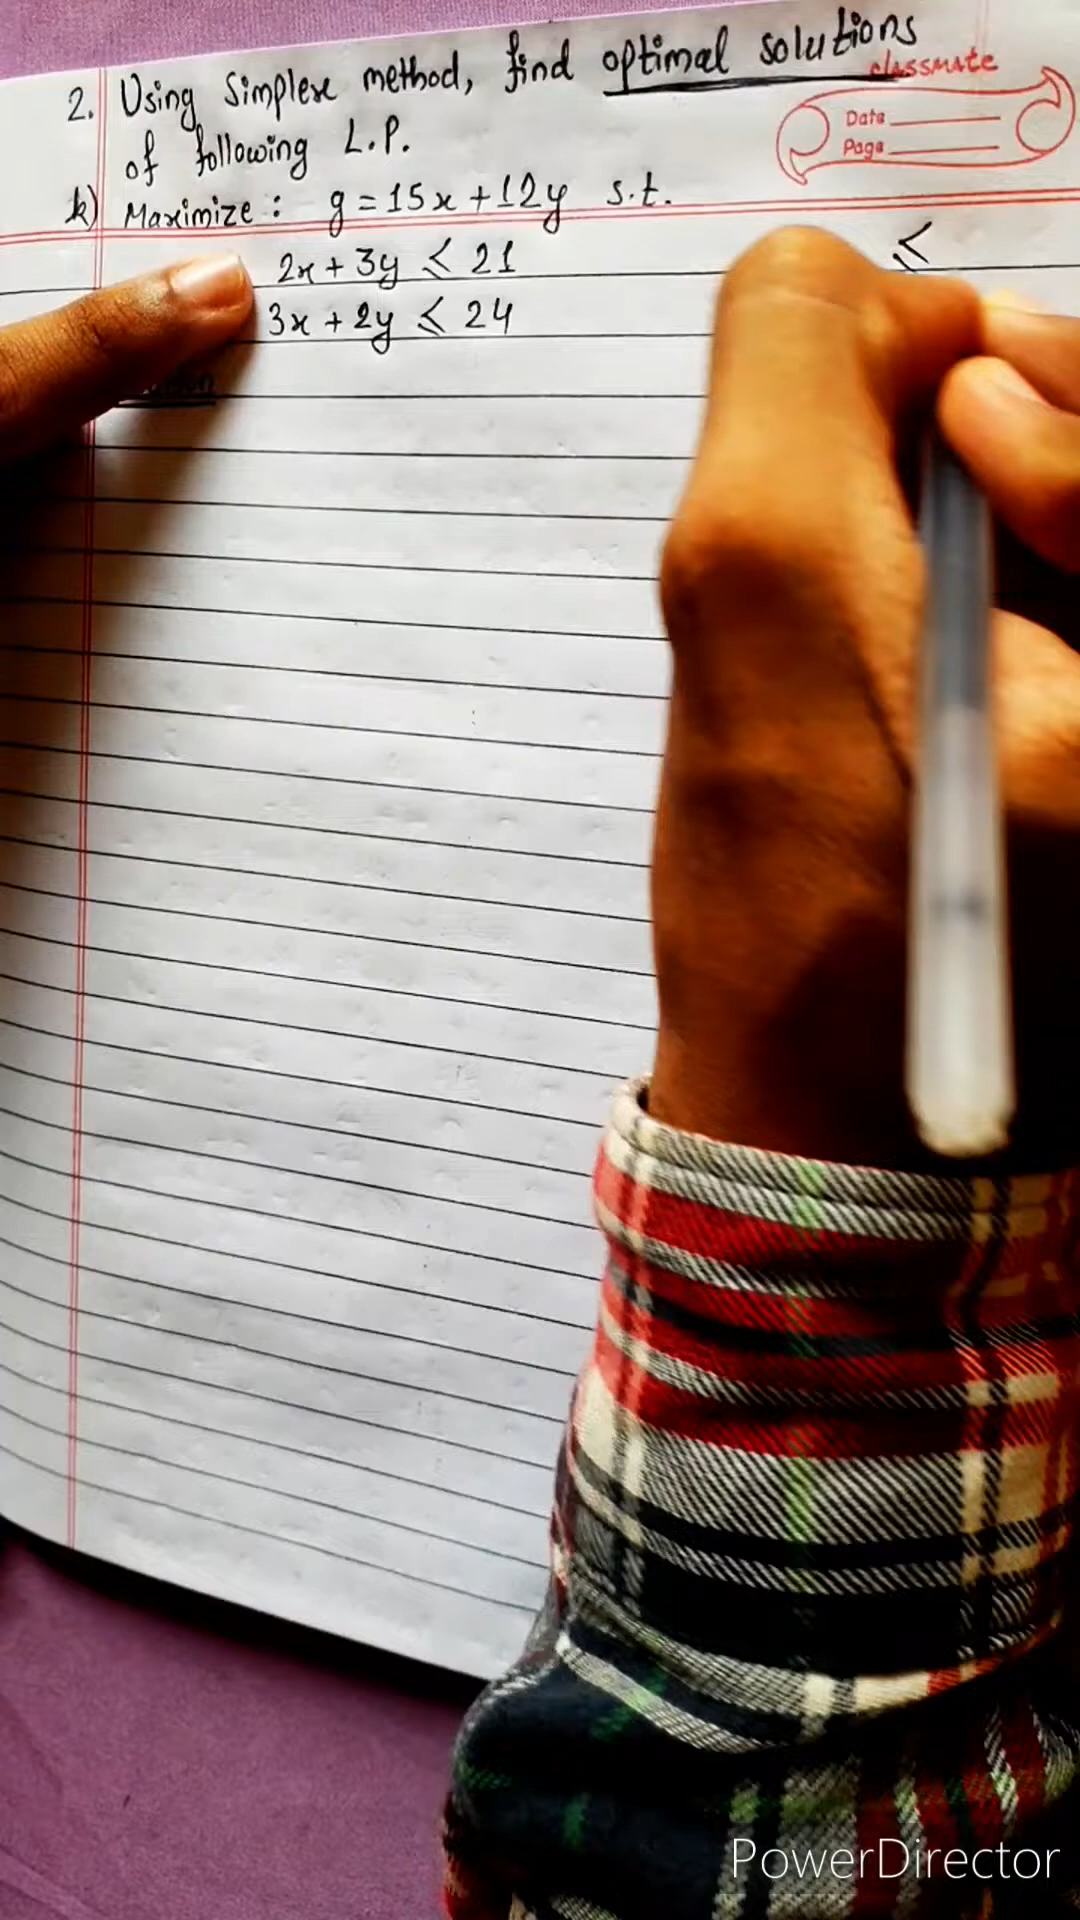 2. Using Simplex method, find optimal solutions
classmate
of following L.P.
Date
Page
k) Maximize : g = 15x + 12y s.t.
2x + 3y ≤ 21
≤
3x + 2y ≤ 24
PowerDirector